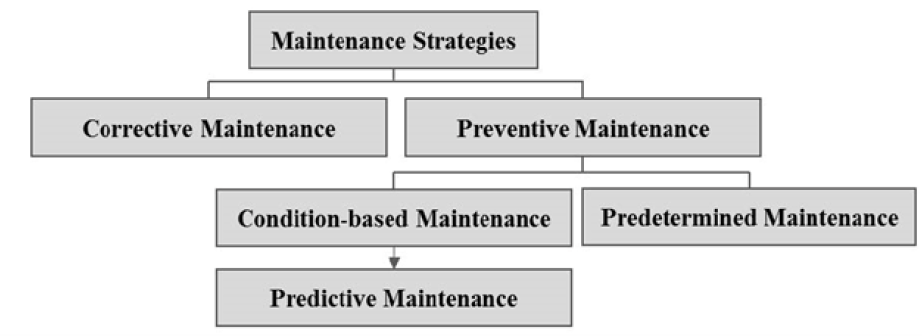 Maintenance Strategies
Corrective Maintenance
Preventive Maintenance
Condition-based Maintenance
Predetermined Maintenance
Predictive Maintenance